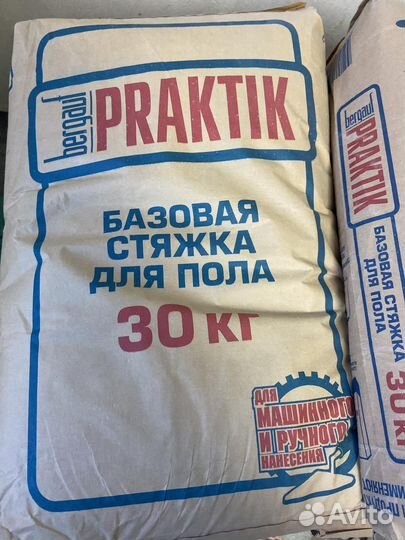 bergauf
PRAKTIK
БАЗОВАЯ
СТЯЖКА
ДЛЯ ПОЛА
30 КГ
ДЛЯ
МАШИННОГО
И РУЧНОГО
НАНЕСЕНИЯ
bergauf
PRAKTIK
БАЗОВАЯ СТЯЖКА
ДЛЯ ПОЛА
30 КГ
Avito